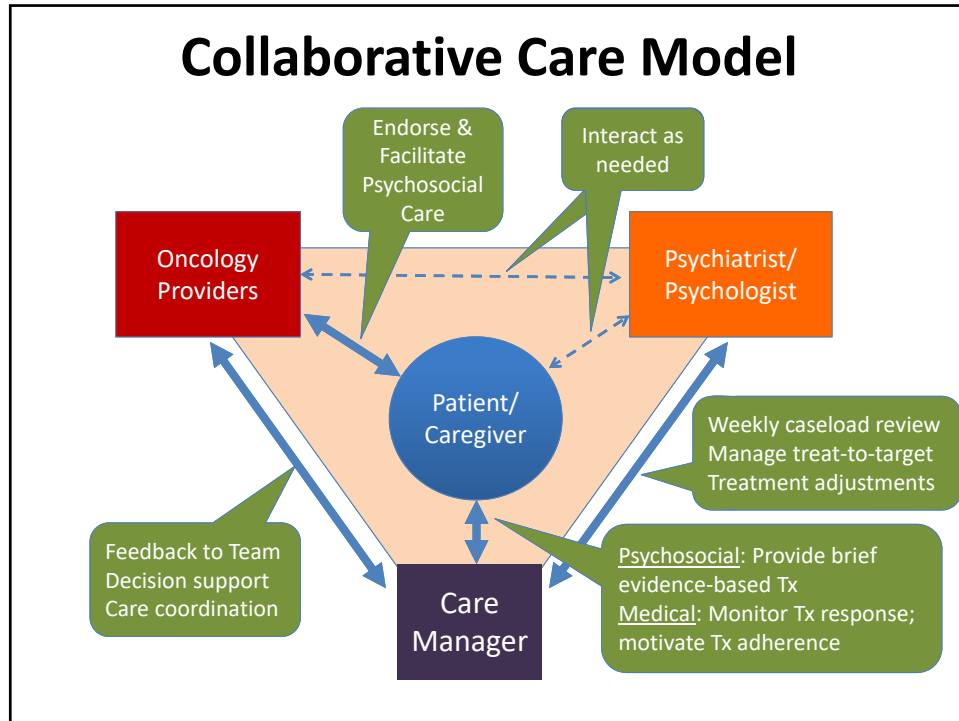 Collaborative Care Model
Endorse &
Facilitate
Psychosocial
Care
Interact as
needed
Oncology
Providers
Psychiatrist/
Psychologist
Patient/
Caregiver
Weekly caseload review
Manage treat-to-target
Treatment adjustments
Feedback to Team
Decision support
Care coordination
Care
Manager
Psychosocial: Provide brief
evidence-based Tx
Medical: Monitor Tx response;
motivate Tx adherence